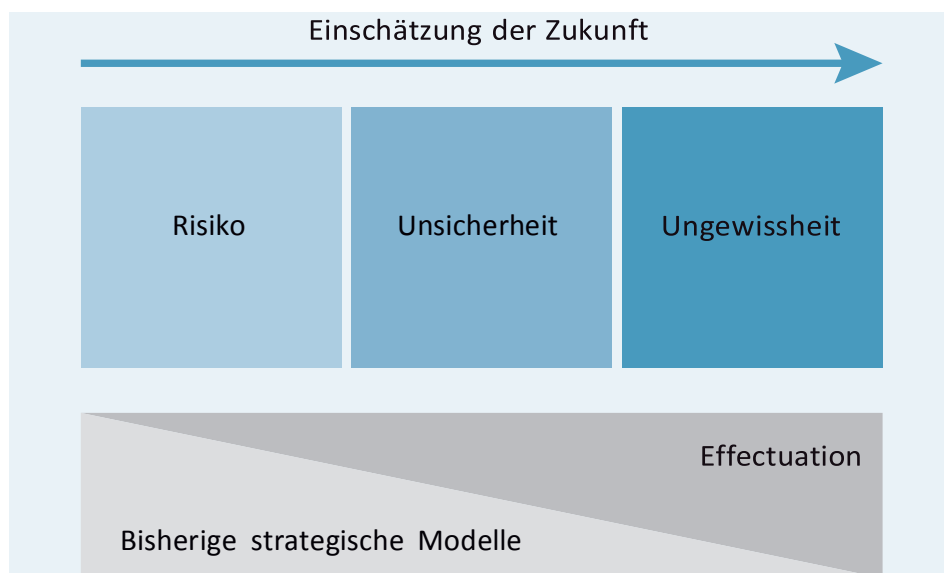 Einschätzung der Zukunft
Risiko
Unsicherheit
Ungewissheit
Effectuation
Bisherige strategische Modelle